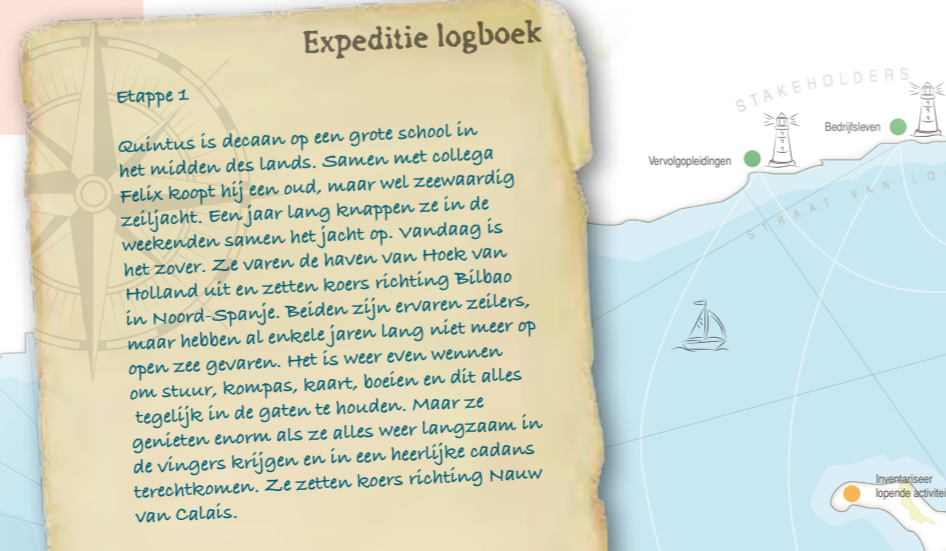 Expeditie logboek
Etappe 1
Quintus is decaan op een grote school in
het midden des lands. Samen met collega
Felix koopt hij een oud, maar wel zeewaardig
zeiljacht. Een jaar lang knappen ze in de
weekenden samen het jacht op. Vandaag is
het zover. Ze varen de haven van Hoek van
Holland uit en zetten koers richting Bilbao
in Noord-Spanje. Beiden zijn ervaren zeilers,
maar hebben al enkele jaren lang niet meer op
open zee gevaren. Het is weer even wennen
om stuur, kompas, kaart, boeien en dit alles
tegelijk in de gaten te houden. Maar ze
genieten enorm als ze alles weer langzaam in
de vingers krijgen en in een heerlijke cadans
terechtkomen. Ze zetten koers richting Nauw
van Calais.
STAKEHOLDERS
Bedrijfsleven
Vervolgopleidingen
STRAAT VAN LO
Inventariseer
lopende activitei